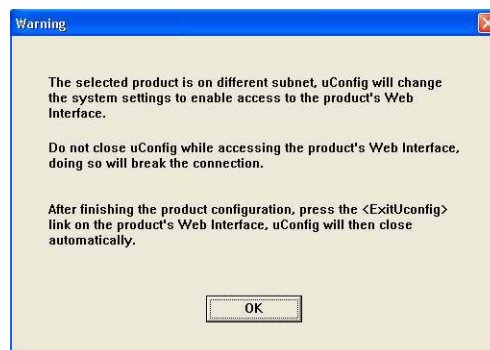 Warning
The selected product is on different subnet, uConfig will change
the system settings to enable access to the product's Web
Interface.
Do not close uConfig while accessing the product's Web Interface,
doing so will break the connection.
After finishing the product configuration, press the <ExitUconfig>
link on the product's Web Interface, uConfig will then close
automatically.
OK